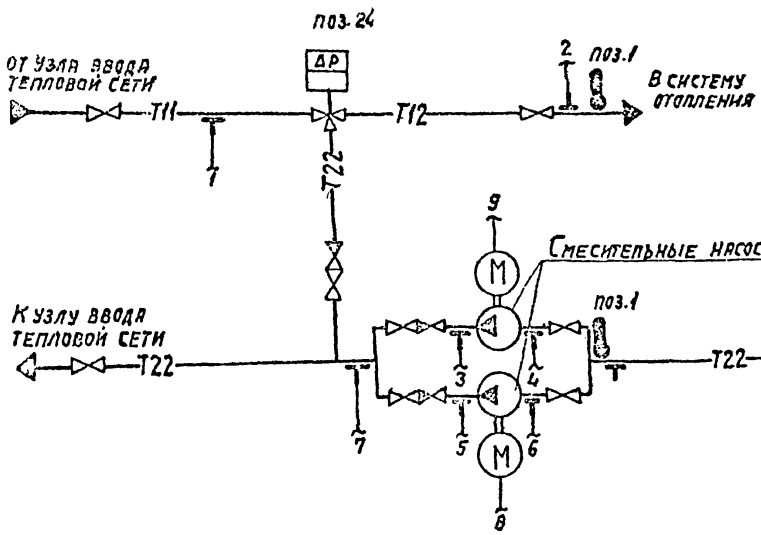 поз.24
ОТ УЗЛА ВВОДА
ТЕПЛОВОЙ СЕТИ
ДР
2
поз.1
В СИСТЕМУ
ОТОПЛЕНИЯ
Т11
Т12
1
Т22
9
М
СМЕСИТЕЛЬНЫЕ НАСОС
К УЗЛУ ВВОДА
ТЕПЛОВОЙ СЕТИ
поз.1
Т22
3
4
Т22
7
5
6
М
8